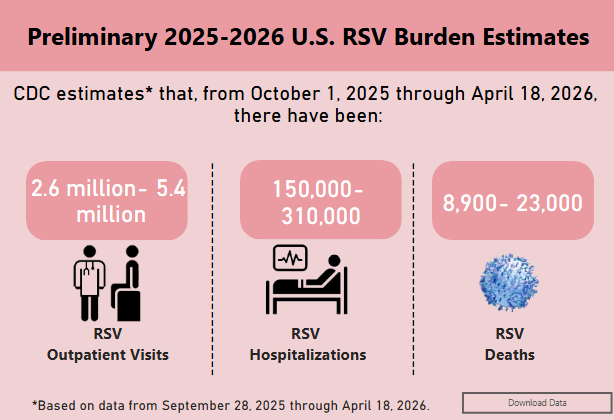 Preliminary 2025-2026 U.S. RSV Burden Estimates
CDC estimates* that, from October 1, 2025 through April 18, 2026,
there have been:
2.6 million- 5.4
million
150,000-
310,000
8,900- 23,000
RSV
Outpatient Visits
RSV
Hospitalizations
RSV
Deaths
*Based on data from September 28, 2025 through April 18, 2026.
Download Data